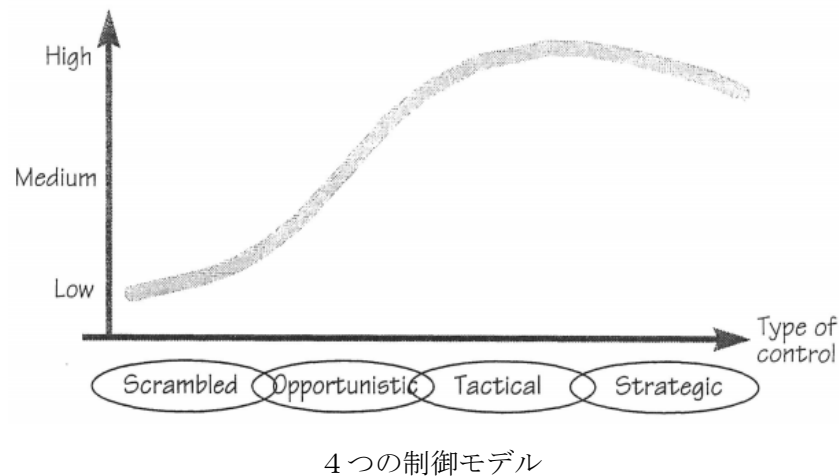 High
Medium
Low
Type of
control
Scrambled Opportunistic Tactical Strategic
４つの制御モデル